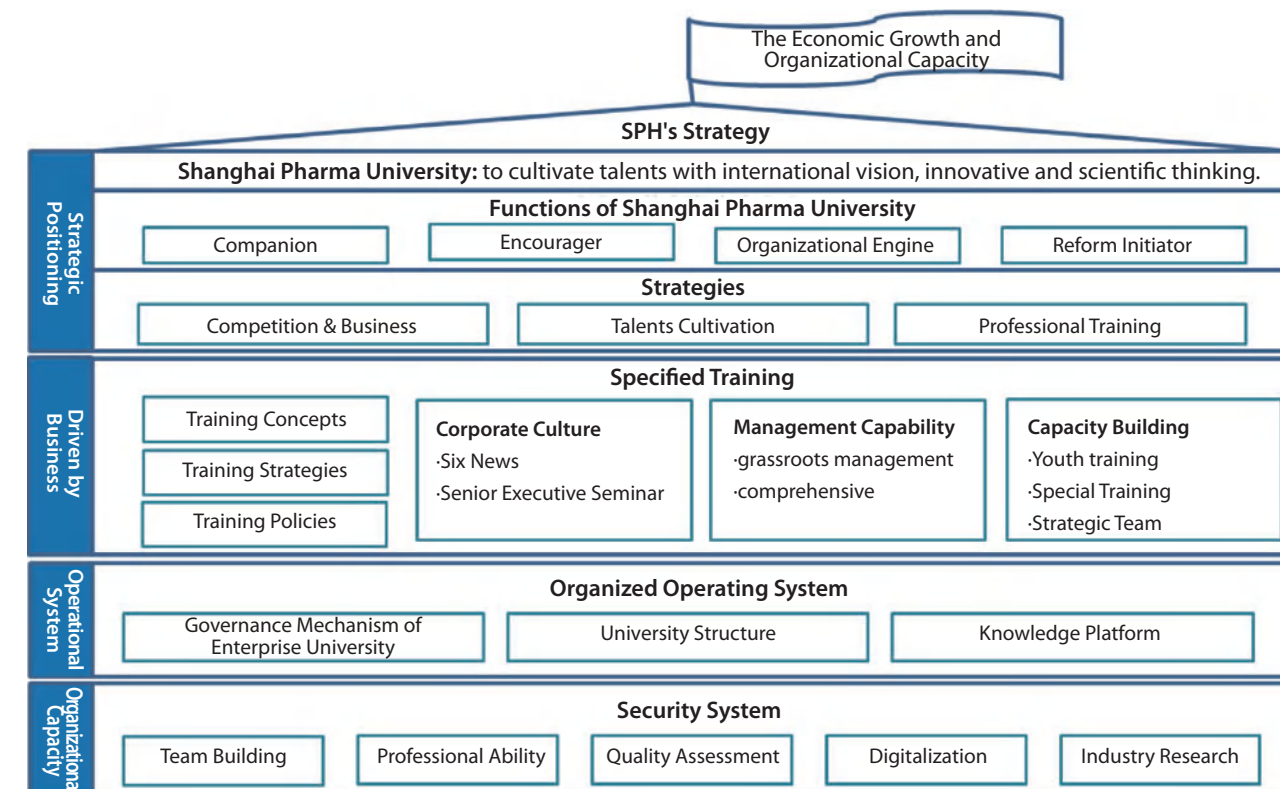 The Economic Growth and
Organizational Capacity
SPH's Strategy
Strategic
Positioning
Shanghai Pharma University: to cultivate talents with international vision, innovative and scientific thinking.
Functions of Shanghai Pharma University
Companion
Encourager
Organizational Engine
Reform Initiator
Strategies
Competition & Business
Talents Cultivation
Professional Training
Driven by
Business
Specified Training
Training Concepts
Training Strategies
Training Policies
Corporate Culture
·Six News
·Senior Executive Seminar
Management Capability
·grassroots management
·comprehensive
Capacity Building
·Youth training
·Special Training
·Strategic Team
Operational
System
Organized Operating System
Governance Mechanism of
Enterprise University
University Structure
Knowledge Platform
Organizationa
Capacity
Security System
Team Building
Professional Ability
Quality Assessment
Digitalization
Industry Research